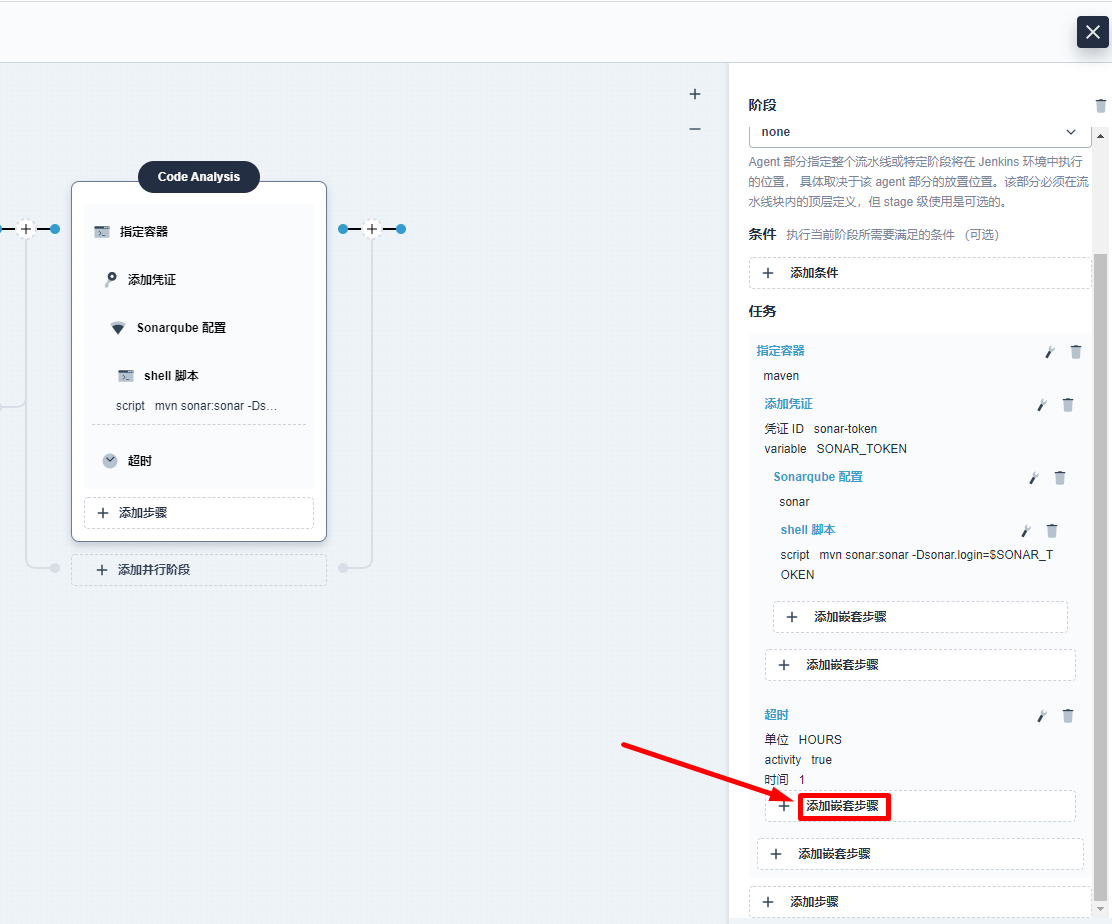 Code Analysis
指定容器
添加凭证
Sonarqube 配置
shell 脚本
script mvn sonar:sonar -Ds...
超时
添加步骤
添加并行阶段
阶段
none
Agent 部分指定整个流水线或特定阶段将在 Jenkins 环境中执行
的位置， 具体取决于该 agent 部分的放置位置。该部分必须在流
水线块内的顶层定义，但 stage 级使用是可选的。
条件 执行当前阶段所需要满足的条件 （可选）
添加条件
任务
指定容器
maven
添加凭证
凭证 ID sonar-token
variable SONAR_TOKEN
Sonarqube 配置
sonar
shell 脚本
script mvn sonar:sonar -Dsonar.login=$SONAR_T
OKEN
添加嵌套步骤
添加嵌套步骤
超时
单位 HOURS
activity true
时间 1
添加嵌套步骤
添加嵌套步骤
添加步骤